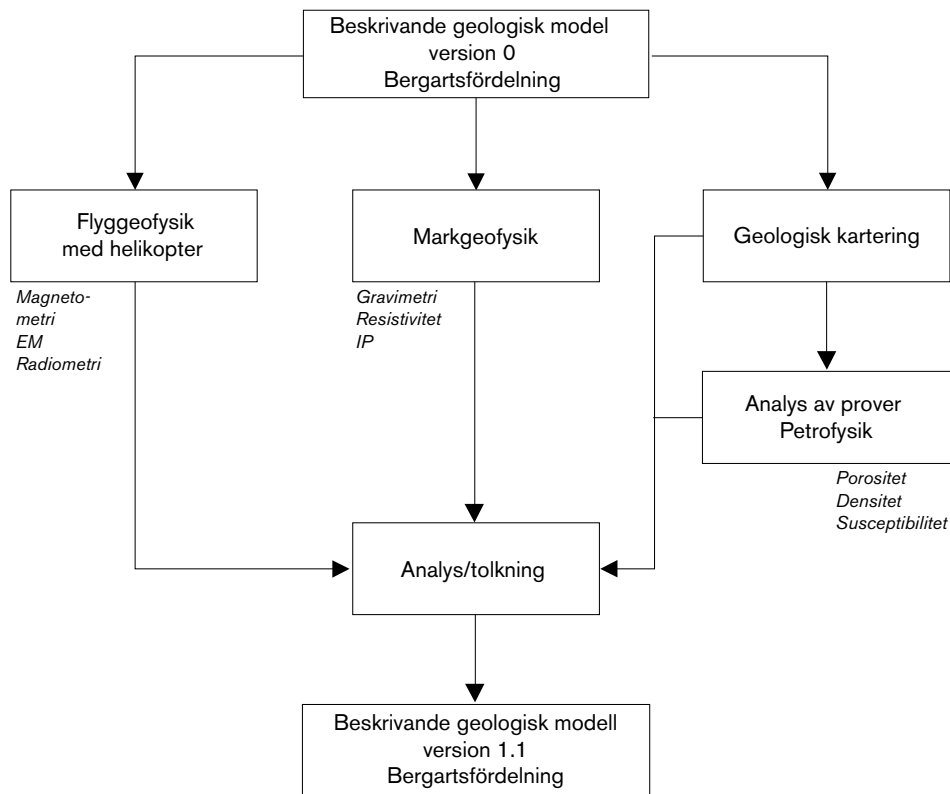 Beskrivande geologisk model
version 0
Bergartsfördelning
Flyggeofysik
med helikopter
Markgeofysik
Geologisk kartering
Magneto-
metri
EM
Radiometri
Gravimetri
Resistivitet
IP
Analys av prover
Petrofysik
Porositet
Densitet
Susceptibilitet
Analys/tolkning
Beskrivande geologisk modell
version 1.1
Bergartsfördelning